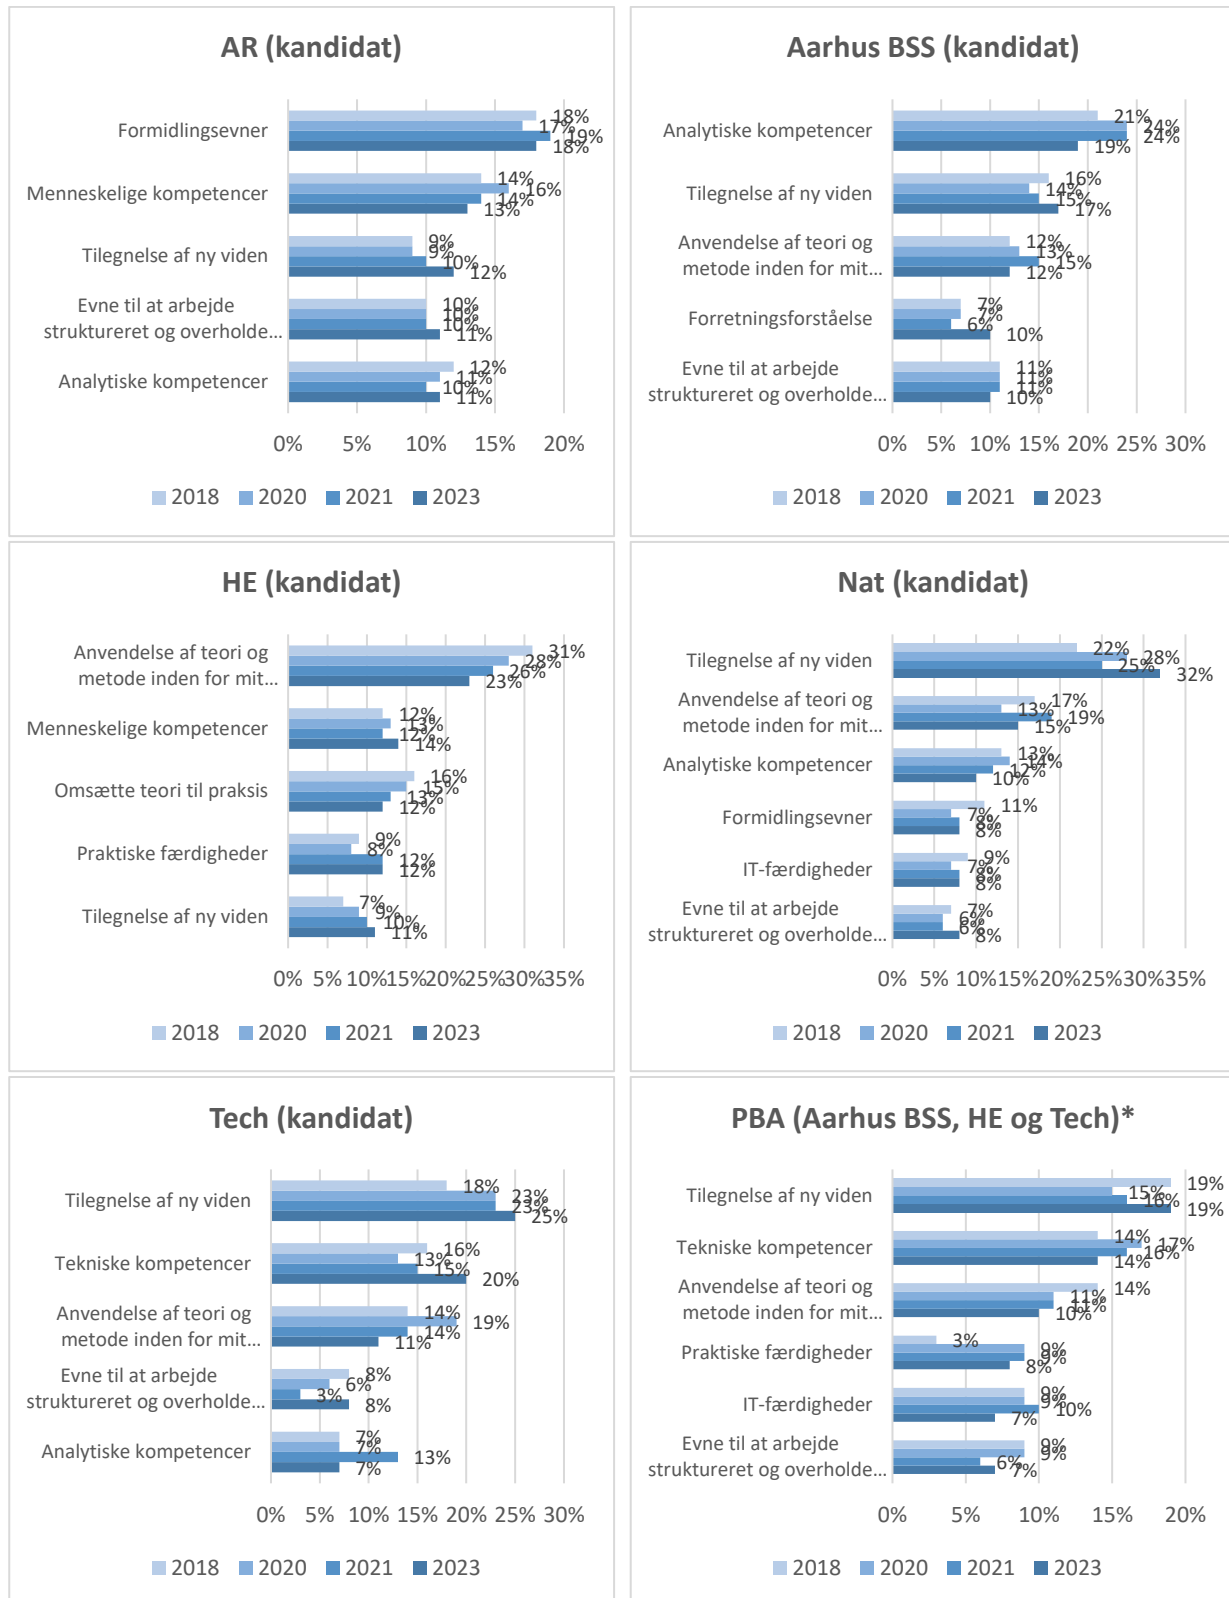 AR (kandidat)
Formidlingsevner
18%
17%
19%
18%
Menneskelige kompetencer
14%
16%
14%
13%
Tilegnelse af ny viden
9%
9%
10%
12%
Evne til at arbejde
struktureret og overholde...
10%
10%
10%
11%
Analytiske kompetencer
12%
11%
10%
11%
0% 5% 10% 15% 20%
2018 2020 2021 2023
Aarhus BSS (kandidat)
Analytiske kompetencer
21%
24%
24%
19%
Tilegnelse af ny viden
16%
14%
15%
17%
Anvendelse af teori og
metode inden for mit...
12%
13%
15%
12%
Forretningsforståelse
7%
7%
6%
10%
Evne til at arbejde
struktureret og overholde...
11%
11%
11%
10%
0% 5% 10% 15% 20% 25% 30%
2018 2020 2021 2023
HE (kandidat)
Anvendelse af teori og
metode inden for mit...
31%
28%
26%
23%
Menneskelige kompetencer
12%
13%
12%
14%
Omsætte teori til praksis
16%
15%
13%
12%
Praktiske færdigheder
9%
8%
12%
12%
Tilegnelse af ny viden
7%
9%
10%
11%
0% 5% 10% 15% 20% 25% 30% 35%
2018 2020 2021 2023
Nat (kandidat)
Tilegnelse af ny viden
22%
28%
25%
32%
Anvendelse af teori og
metode inden for mit...
17%
13%
19%
15%
Analytiske kompetencer
13%
14%
12%
10%
Formidlingsevner
11%
7%
8%
8%
IT-færdigheder
9%
7%
8%
8%
Evne til at arbejde
struktureret og overholde...
7%
6%
6%
8%
0% 5% 10% 15% 20% 25% 30% 35%
2018 2020 2021 2023
Tech (kandidat)
Tilegnelse af ny viden
18%
23%
23%
25%
Tekniske kompetencer
16%
13%
15%
20%
Anvendelse af teori og
metode inden for mit...
14%
19%
14%
11%
Evne til at arbejde
struktureret og overholde...
8%
6%
3%
8%
Analytiske kompetencer
7%
7%
13%
7%
0% 5% 10% 15% 20% 25% 30%
2018 2020 2021 2023
PBA (Aarhus BSS, HE og Tech)*
Tilegnelse af ny viden
19%
15%
16%
19%
Tekniske kompetencer
14%
17%
16%
14%
Anvendelse af teori og
metode inden for mit...
14%
11%
11%
10%
Praktiske færdigheder
3%
9%
9%
8%
IT-færdigheder
9%
9%
10%
7%
Evne til at arbejde
struktureret og overholde...
9%
9%
6%
7%
0% 5% 10% 15% 20%
2018 2020 2021 2023